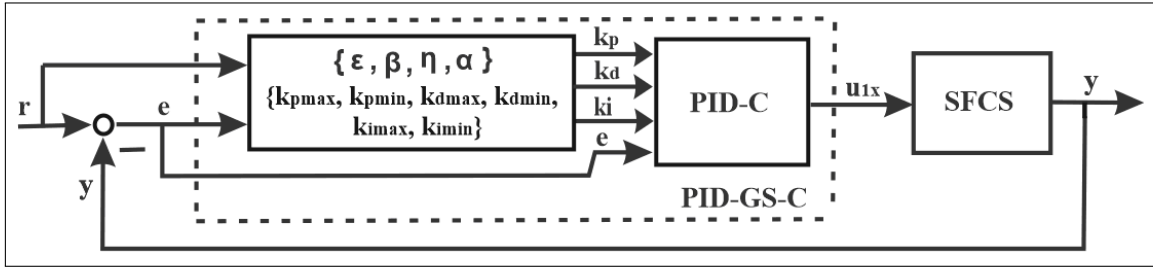 r
e
y
{ε, β, η, α}
{kpmax, kpmin, kdmax, kdmin,
kimax, kimin}
kp
kd
ki
e
PID-C
PID-GS-C
u1x
SFCS
y